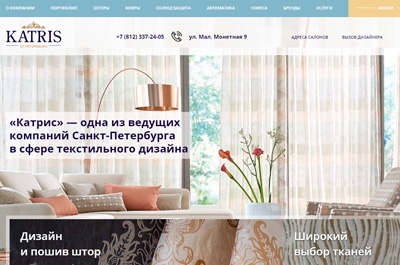 О КОМПАНИИ ПОРТФОЛИО ШТОРЫ КОВРЫ СОЛНЦЕЗАЩИТА АВТОМАТИКА HORECA БРЕНДЫ УСЛУГИ АКЦИИ
KATRIS
+7 (812) 337-24-05 ул. Мал. Монетная 9 АДРЕСА САЛОНОВ ВЫЗОВ ДИЗАЙНЕРА
«Катрис» — одна из ведущих
компаний Санкт-Петербурга
в сфере текстильного дизайна
Дизайн
и пошив штор
Широкий
выбор тканей